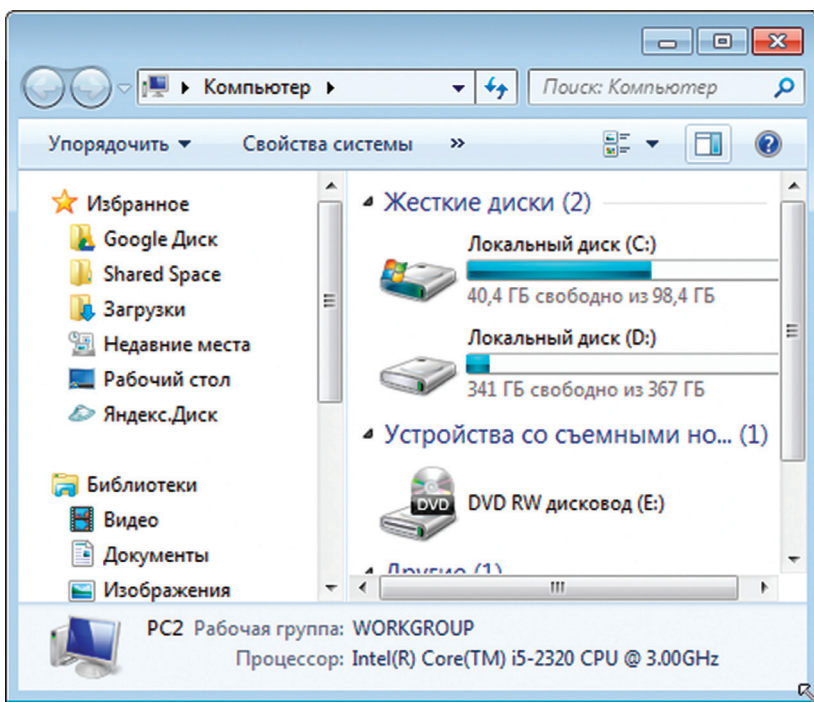 Компьютер
Поиск: Компьютер
Упорядочить
Свойства системы
»
Избранное
Google Диск
Shared Space
Загрузки
Недавние места
Рабочий стол
Яндекс.Диск
Библиотеки
Видео
Документы
Изображения
Жесткие диски (2)
Локальный диск (C:)
40,4 ГБ свободно из 98,4 ГБ
Локальный диск (D:)
341 ГБ свободно из 367 ГБ
Устройства со съемными но... (1)
DVD
DVD RW дисковод (E:)
Другие (1)
PC2 Рабочая группа: WORKGROUP
Процессор: Intel(R) Core(TM) i5-2320 CPU @ 3.00GHz